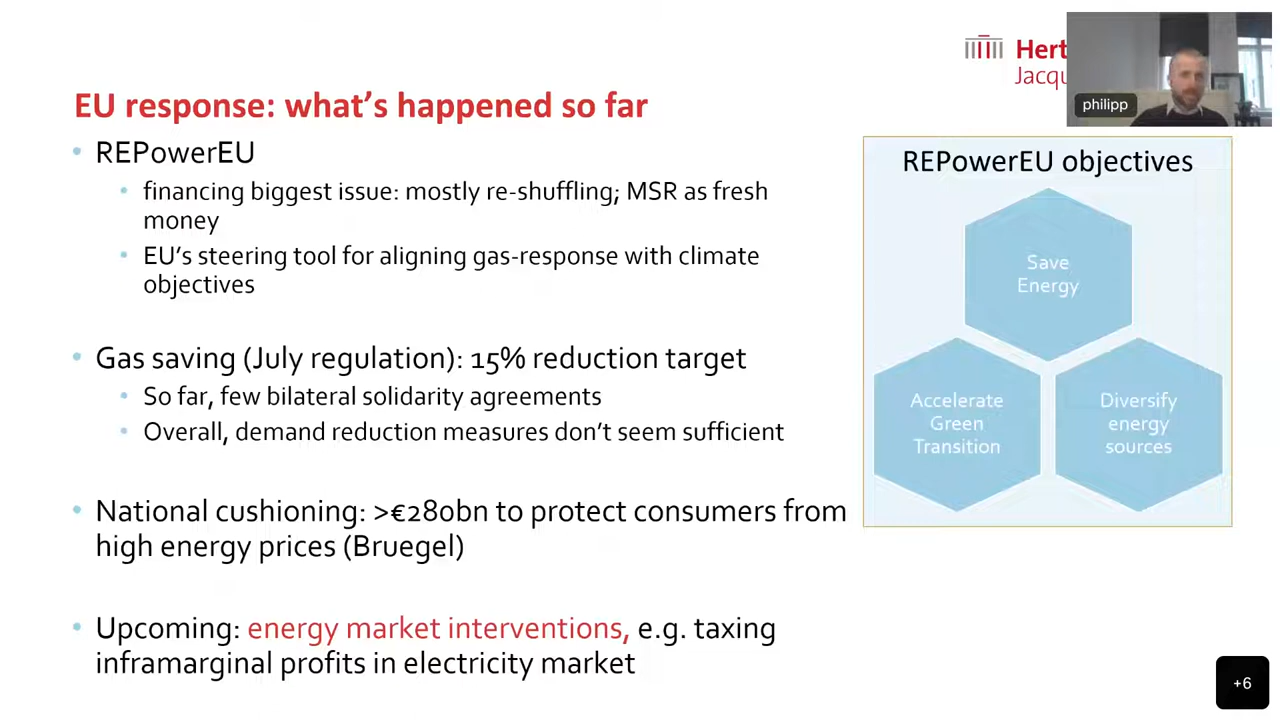 Hert
Jacqu
philipp
EU response: what's happened so far
• REPowerEU
• financing biggest issue: mostly re-shuffling; MSR as fresh
money
• EU's steering tool for aligning gas-response with climate
objectives
• Gas saving (July regulation): 15% reduction target
• So far, few bilateral solidarity agreements
• Overall, demand reduction measures don't seem sufficient
• National cushioning: >€280bn to protect consumers from
high energy prices (Bruegel)
• Upcoming: energy market interventions, e.g. taxing
inframarginal profits in electricity market
REPowerEU objectives
Save
Energy
Accelerate
Green
Transition
Diversify
energy
sources
+6